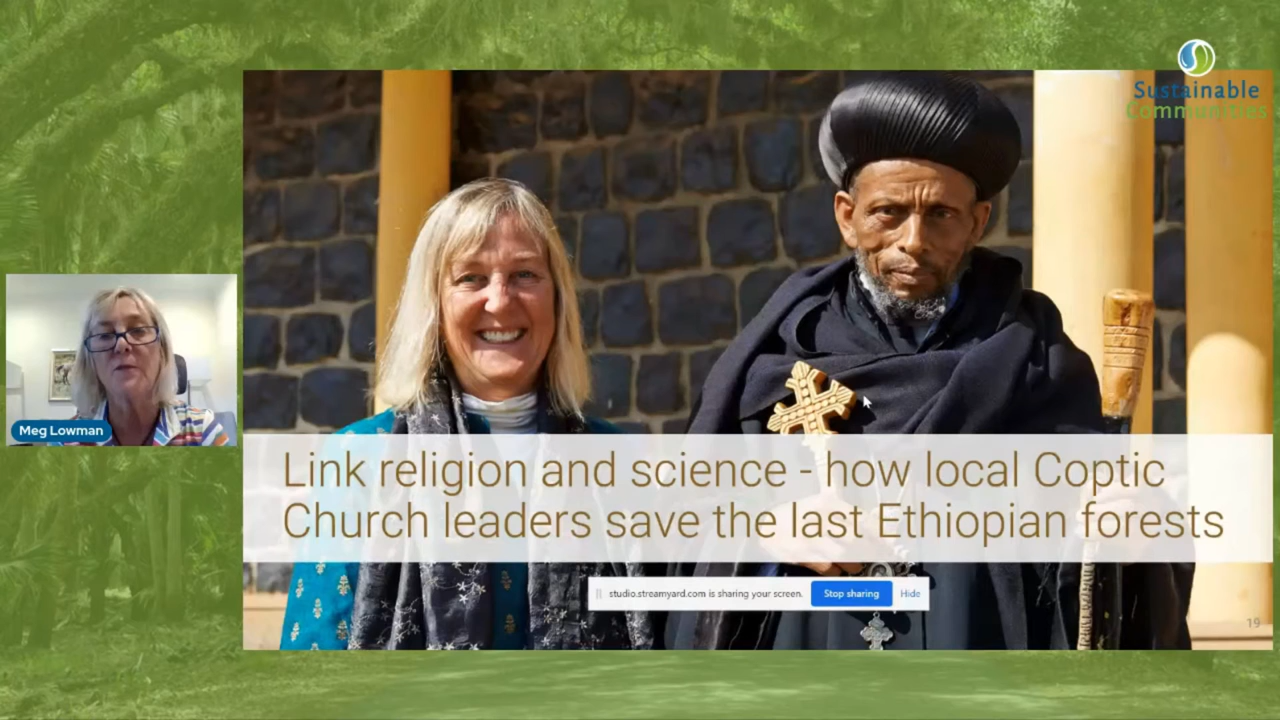 Sustainable
Communities
Meg Lowman
Link religion and science - how local Coptic
Church leaders save the last Ethiopian forests
studio.streamyard.com is sharing your screen. Stop sharing Hide
19